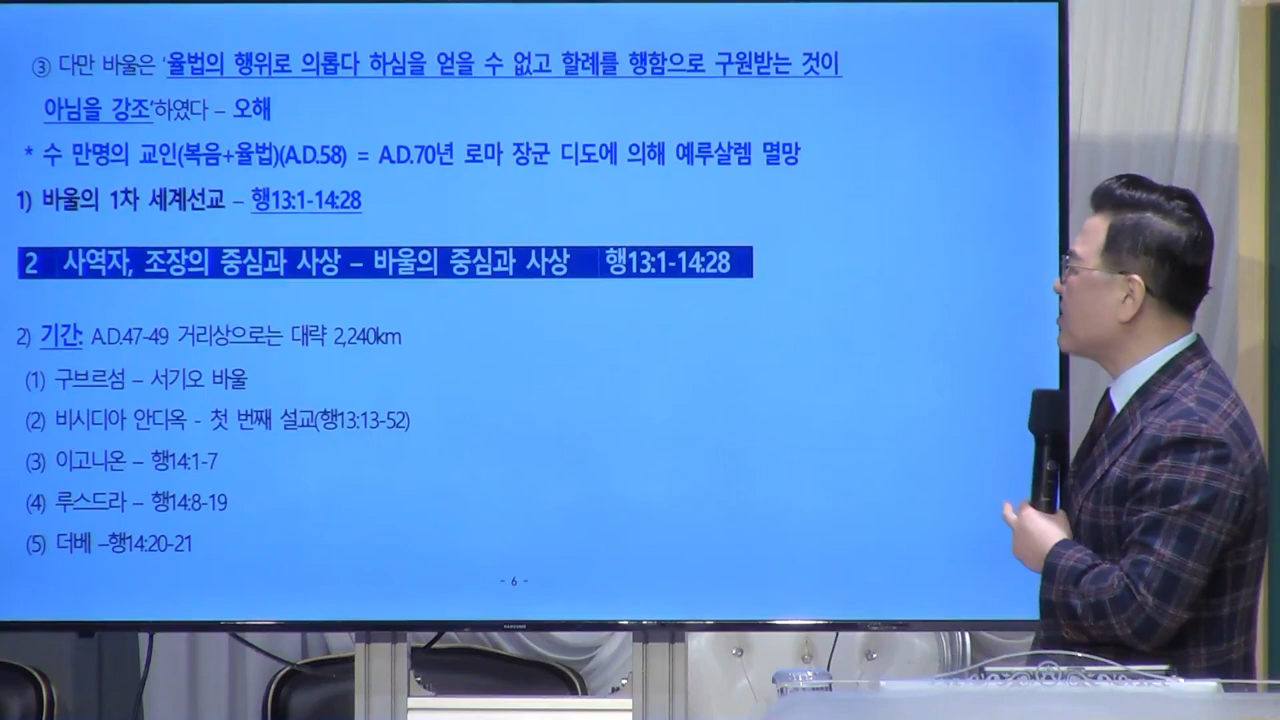 ③ 다만 바울은 '율법의 행위로 의롭다 하심을 얻을 수 없고 할례를 행함으로 구원받는 것이
아님을 강조'하였다 – 오해
* 수 만명의 교인(복음+율법)(A.D.58) = A.D.70년 로마 장군 디도에 의해 예루살렘 멸망
1) 바울의 1차 세계선교 – 행13:1-14:28
2 사역자, 조장의 중심과 사상 – 바울의 중심과 사상 행13:1-14:28
2) 기간: A.D.47-49 거리상으로는 대략 2,240km
(1) 구브르섬 – 서기오 바울
(2) 비시디아 안디옥 - 첫 번째 설교(행13:13-52)
(3) 이고니온 – 행14:1-7
(4) 루스드라 – 행14:8-19
(5) 더베 –행14:20-21
- 6 -
SAMSUNG